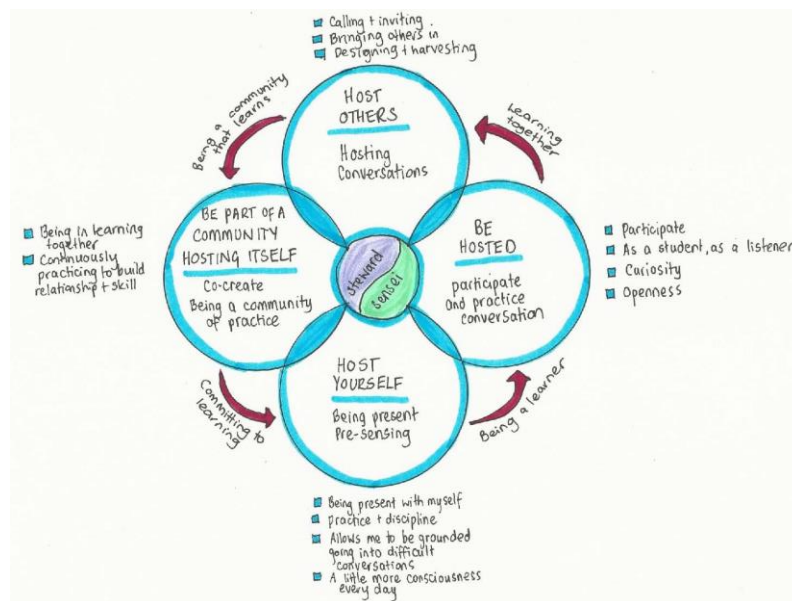 Calling + inviting
Bringing others in
Designing + harvesting
HOST
OTHERS
Hosting
Conversations
Being a community
that learns
Learning
together
BE PART OF A
COMMUNITY
HOSTING ITSELF
Co-create
Being a community
of practice
Being in learning
together
Continuously
practicing to build
relationship + skill
steward
sensei
BE
HOSTED
participate
and practice
conversation
Participate
As a student, as a listener
Curiosity
Openness
HOST
YOURSELF
Being present
Pre-sensing
Committing to
learning
Being a learner
Being present with myself
practice + discipline
Allows me to be grounded
going into difficult
conversations
A little more consciousness
every day